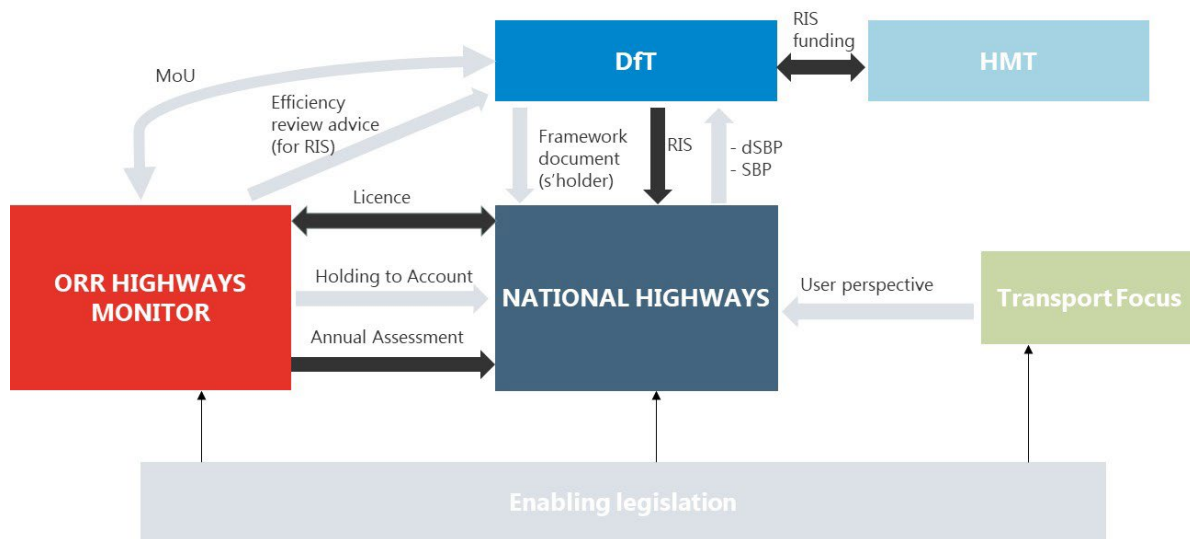 RIS
funding
DfT
HMT
MoU
Efficiency
review advice
(for RIS)
Framework
document
(s'holder)
RIS
- dSBP
- SBP
Licence
ORR HIGHWAYS
MONITOR
Holding to Account
NATIONAL HIGHWAYS
User perspective
Transport Focus
Annual Assessment
Enabling legislation